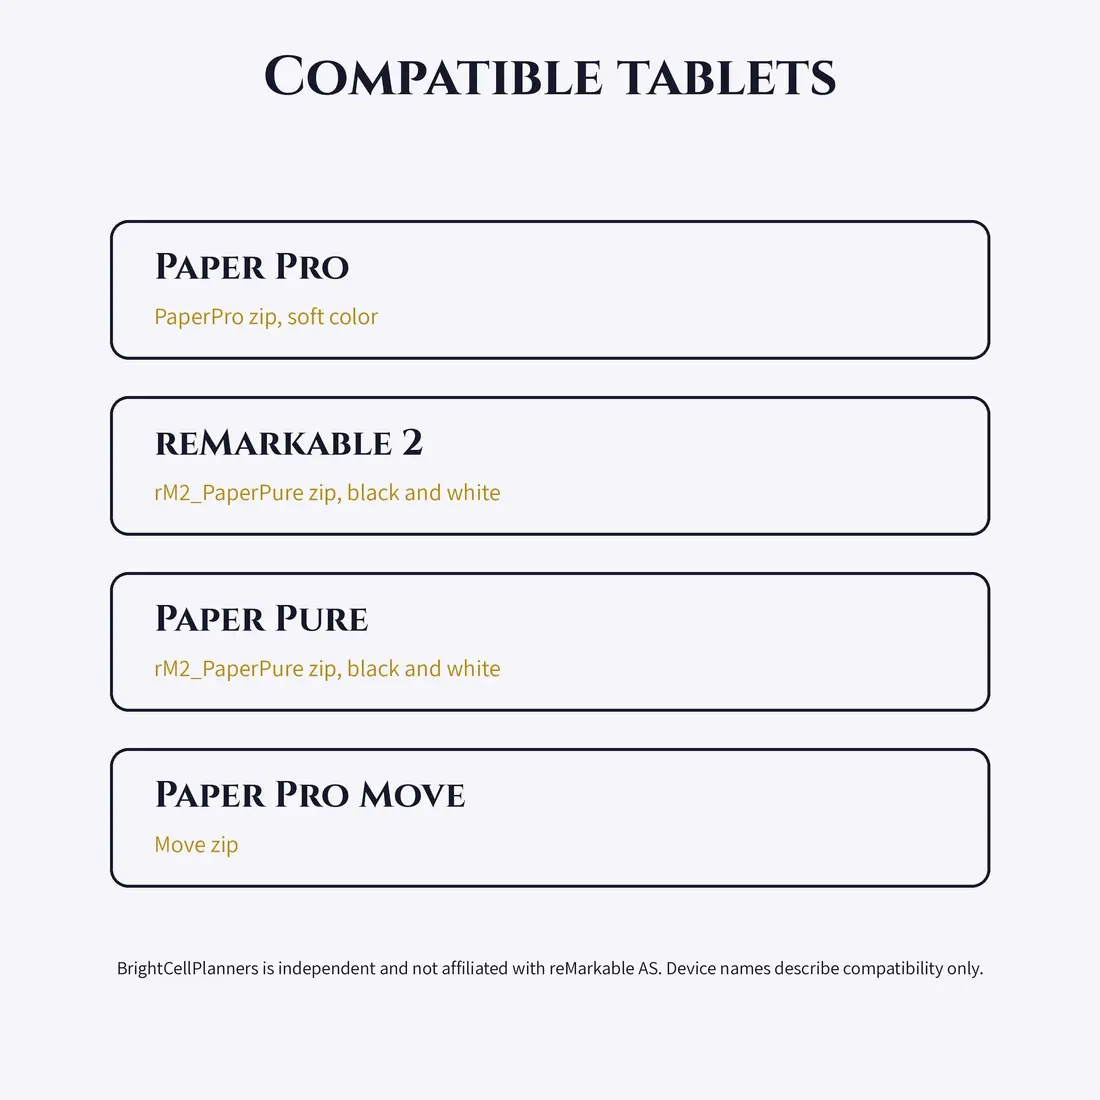 Compatible tablets
Paper Pro
PaperPro zip, soft color
reMarkable 2
rM2_PaperPure zip, black and white
Paper Pure
rM2_PaperPure zip, black and white
Paper Pro Move
Move zip
BrightCellPlanners is independent and not affiliated with reMarkable AS. Device names describe compatibility only.